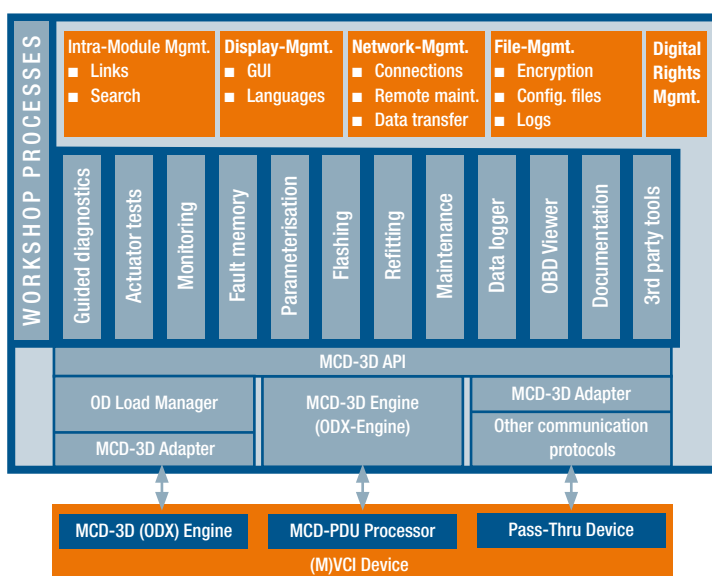 WORKSHOP PROCESSES
Intra-Module Mgmt.
■ Links
■ Search
Display-Mgmt.
■ GUI
■ Languages
Network-Mgmt.
■ Connections
■ Remote maint.
■ Data transfer
File-Mgmt.
■ Encryption
■ Config. files
■ Logs
Digital
Rights
Mgmt.
Guided diagnostics
Actuator tests
Monitoring
Fault memory
Parameterisation
Flashing
Refitting
Maintenance
Data logger
OBD Viewer
Documentation
3rd party tools
MCD-3D API
OD Load Manager
MCD-3D Adapter
MCD-3D Engine
(ODX-Engine)
MCD-3D Adapter
Other communication
protocols
MCD-3D (ODX) Engine
MCD-PDU Processor
Pass-Thru Device
(M)VCI Device